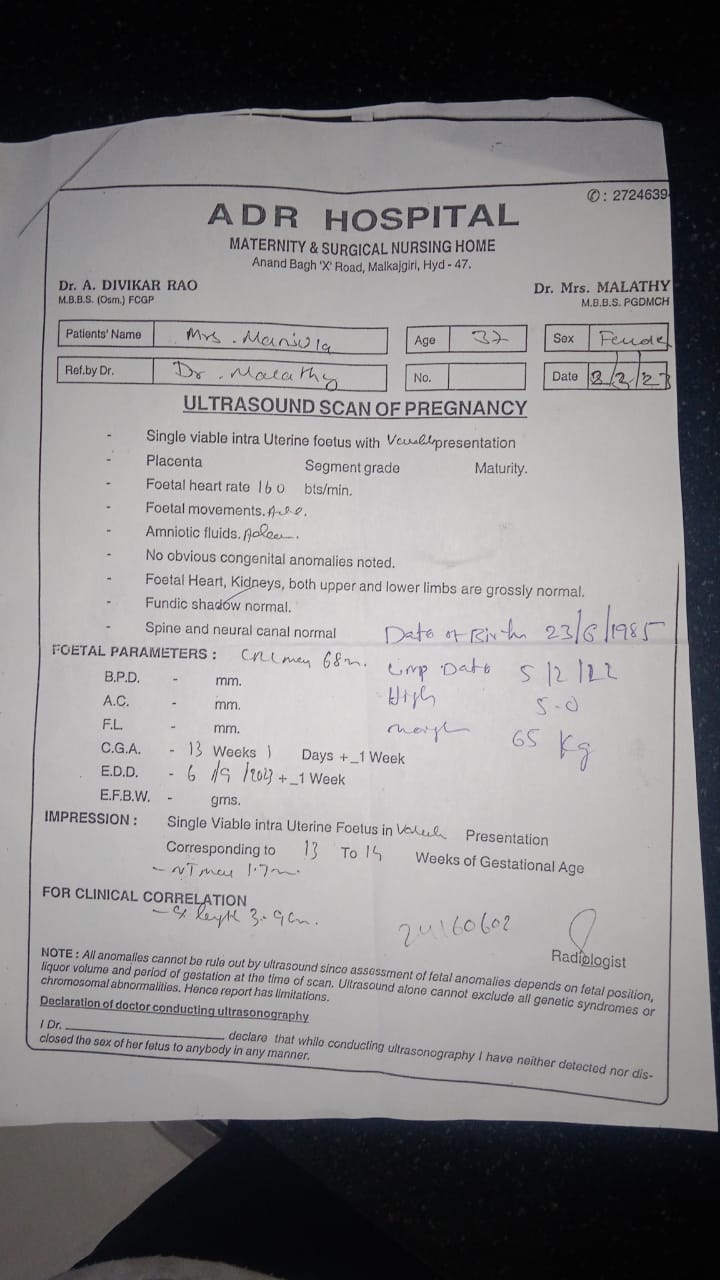 ✆: 2724639
ADR HOSPITAL
MATERNITY & SURGICAL NURSING HOME
Anand Bagh 'X' Road, Malkajgiri, Hyd - 47.
Dr. A. DIVIKAR RAO Dr. Mrs. MALATHY
M.B.B.S. (Osm.) FCGP M.B.B.S. PGDMCH
Patients' Name Mrs. Age 37 Sex
Ref.by Dr. Dr. Malathy No. Date
ULTRASOUND SCAN OF PREGNANCY
- Single viable intra Uterine foetus with presentation
- Placenta Segment grade Maturity.
- Foetal heart rate 160 bts/min.
- Foetal movements.
- Amniotic fluids.
- No obvious congenital anomalies noted.
- Foetal Heart, Kidneys, both upper and lower limbs are grossly normal.
- Fundic shadow normal.
- Spine and neural canal normal Date of Birth 23/6/1985
FOETAL PARAMETERS : Date 5/2/22
B.P.D. - mm.
A.C. - mm. 5.0
F.L - mm. 65 Kg
C.G.A. - 13 Weeks 1 Days +_1 Week
E.D.D. - 6/9/2023 +_1 Week
E.F.B.W. - gms.
IMPRESSION : Single Viable intra Uterine Foetus in Presentation
Corresponding to 13 To 14 Weeks of Gestational Age
- NT
FOR CLINICAL CORRELATION
- 24160602
Radiologist
NOTE : All anomalies cannot be rule out by ultrasound since assessment of fetal anomalies depends on fetal position,
liquor volume and period of gestation at the time of scan. Ultrasound alone cannot exclude all genetic syndromes or
chromosomal abnormalities. Hence report has limitations.
Declaration of doctor conducting ultrasonography
I Dr. declare that while conducting ultrasonography I have neither detected nor dis-
closed the sex of her fetus to anybody in any manner.